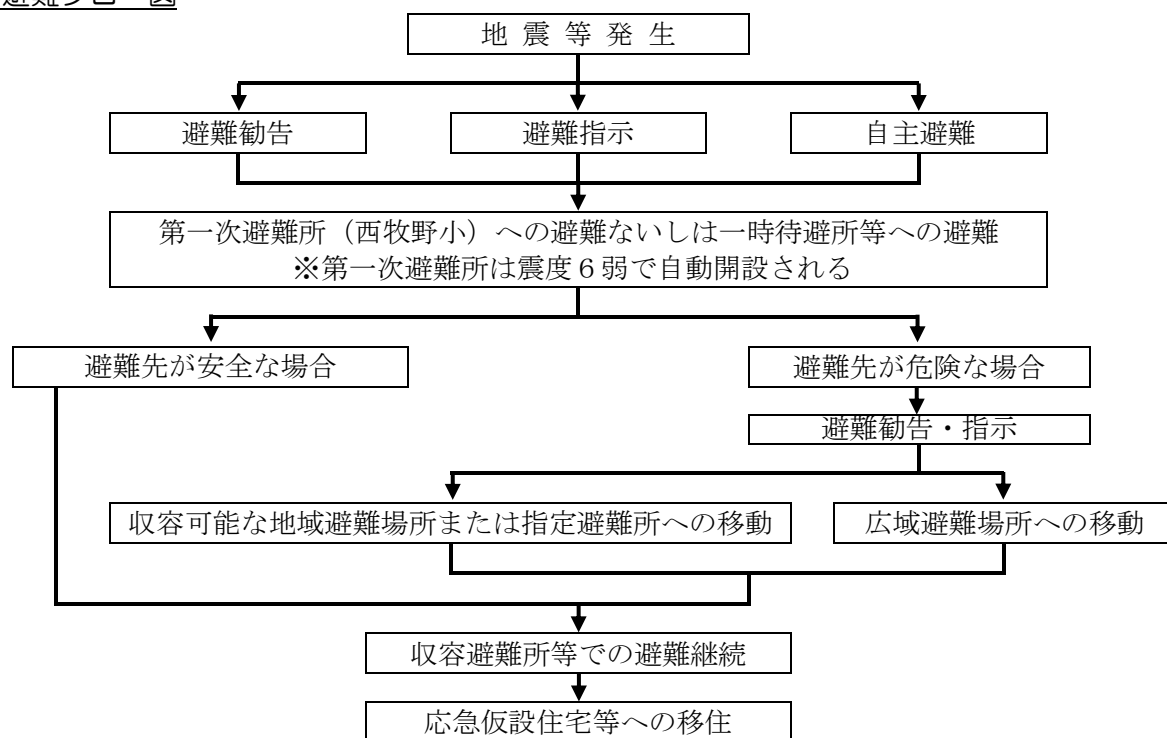 避難フロー図
地 震 等 発 生
避難勧告
避難指示
自主避難
第一次避難所（西牧野小）への避難ないしは一時待避所等への避難
※第一次避難所は震度６弱で自動開設される
避難先が安全な場合
避難先が危険な場合
避難勧告・指示
収容可能な地域避難場所または指定避難所への移動
広域避難場所への移動
収容避難所等での避難継続
応急仮設住宅等への移住